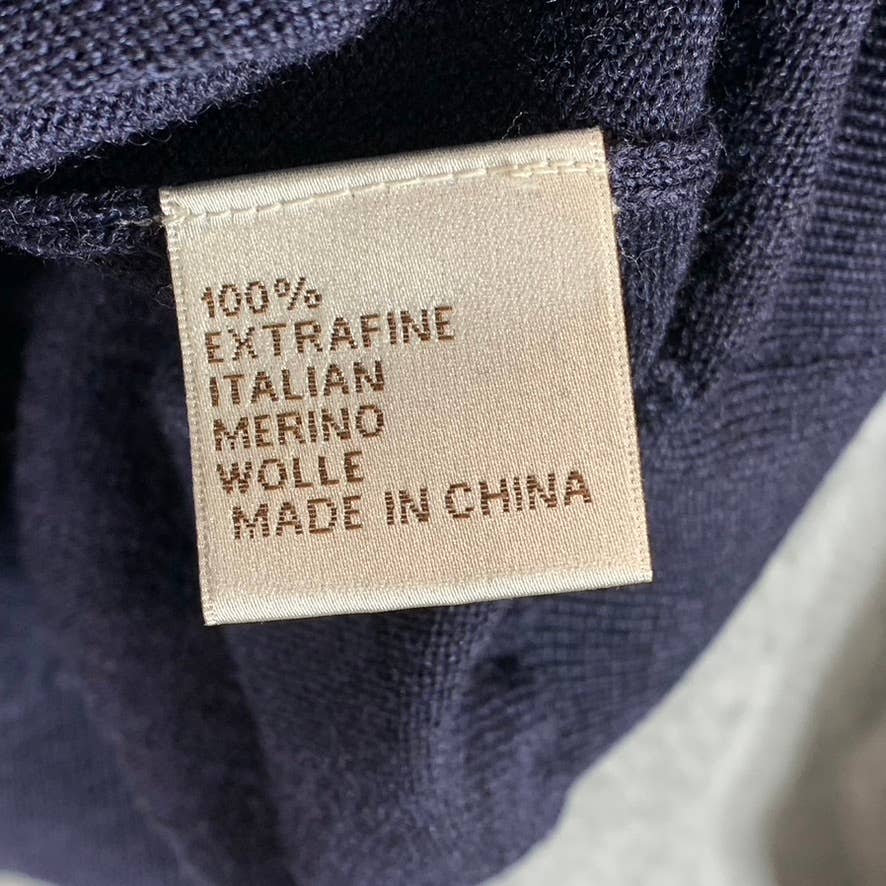 100%
EXTRAFINE
ITALIAN
MERINO
WOLLE
MADE IN CHINA